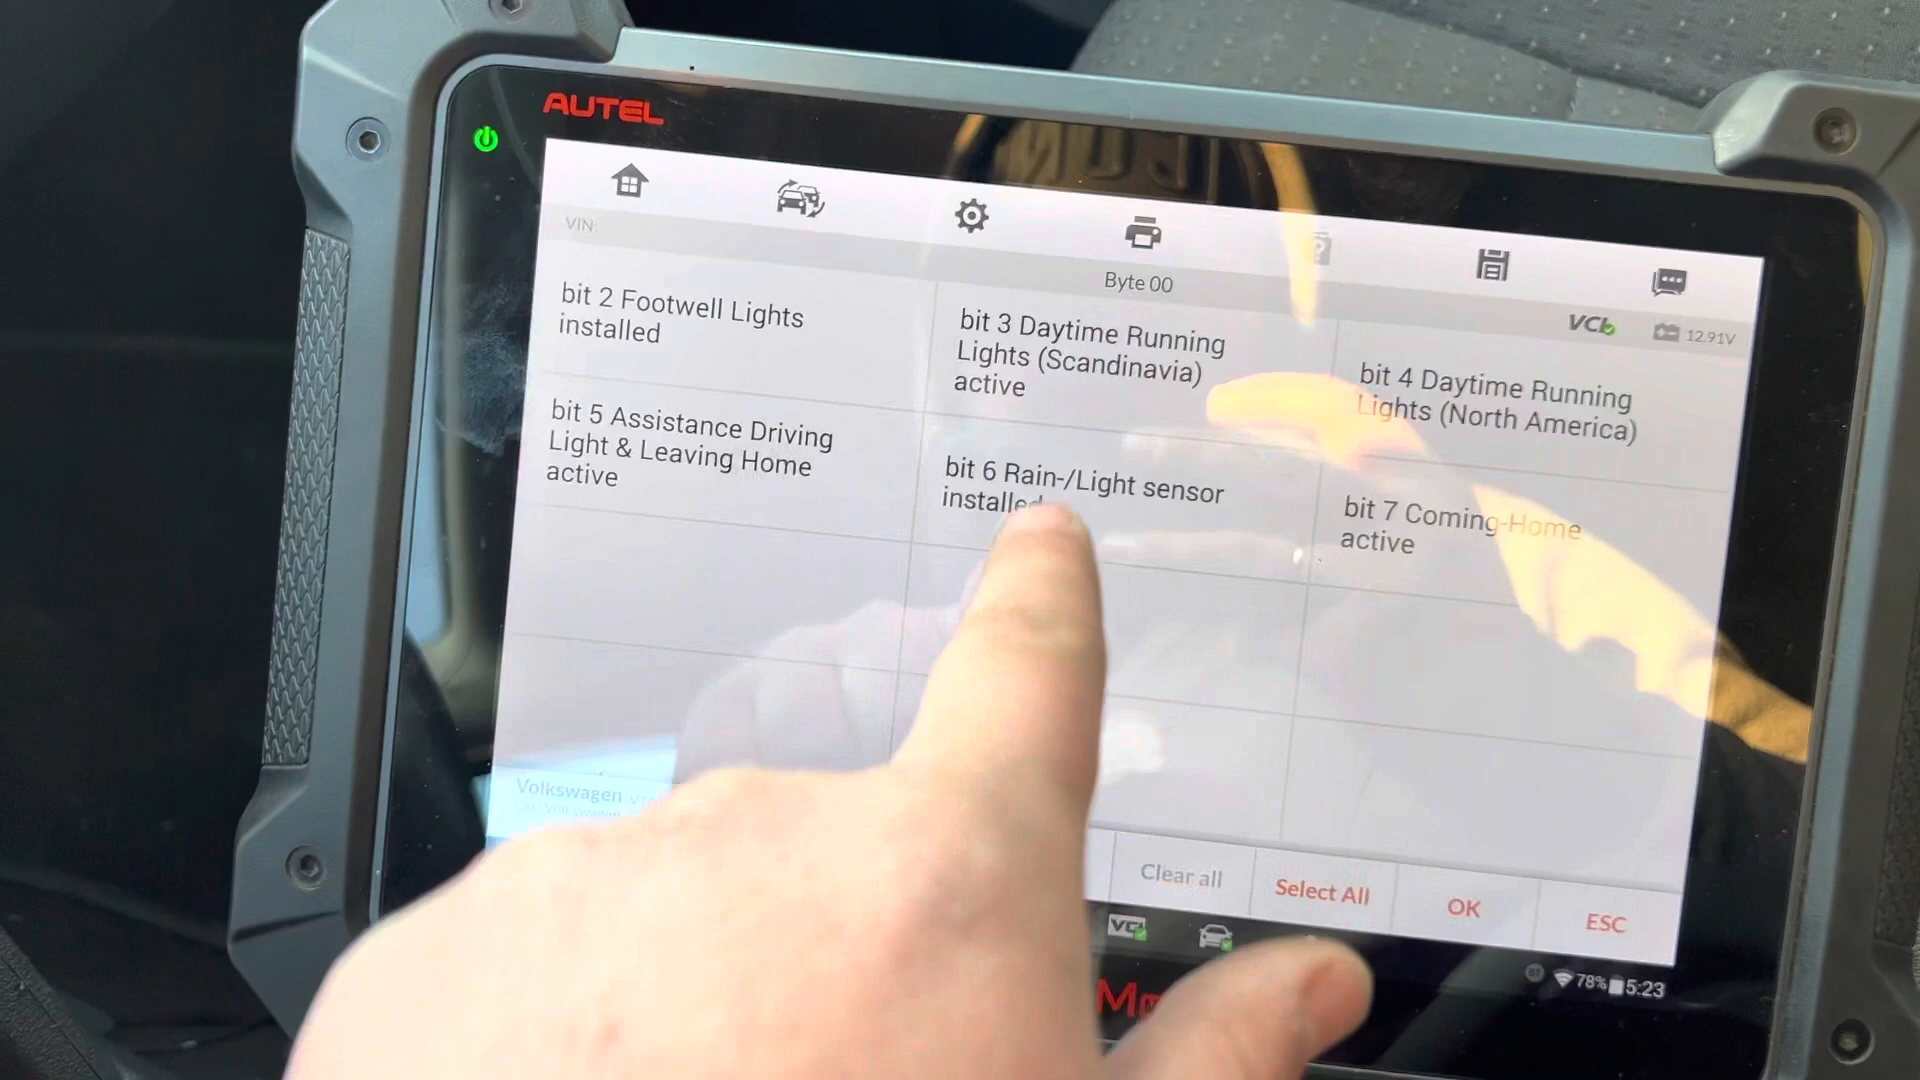 AUTEL
VIN:
Byte 00
VCI
12.91V
bit 2 Footwell Lights
installed
bit 3 Daytime Running
Lights (Scandinavia)
active
bit 4 Daytime Running
Lights (North America)
bit 5 Assistance Driving
Light & Leaving Home
active
bit 6 Rain-/Light sensor
installed
bit 7 Coming-Home
active
Volkswagen
Clear all
Select All
OK
ESC
VCI
78%
5:23